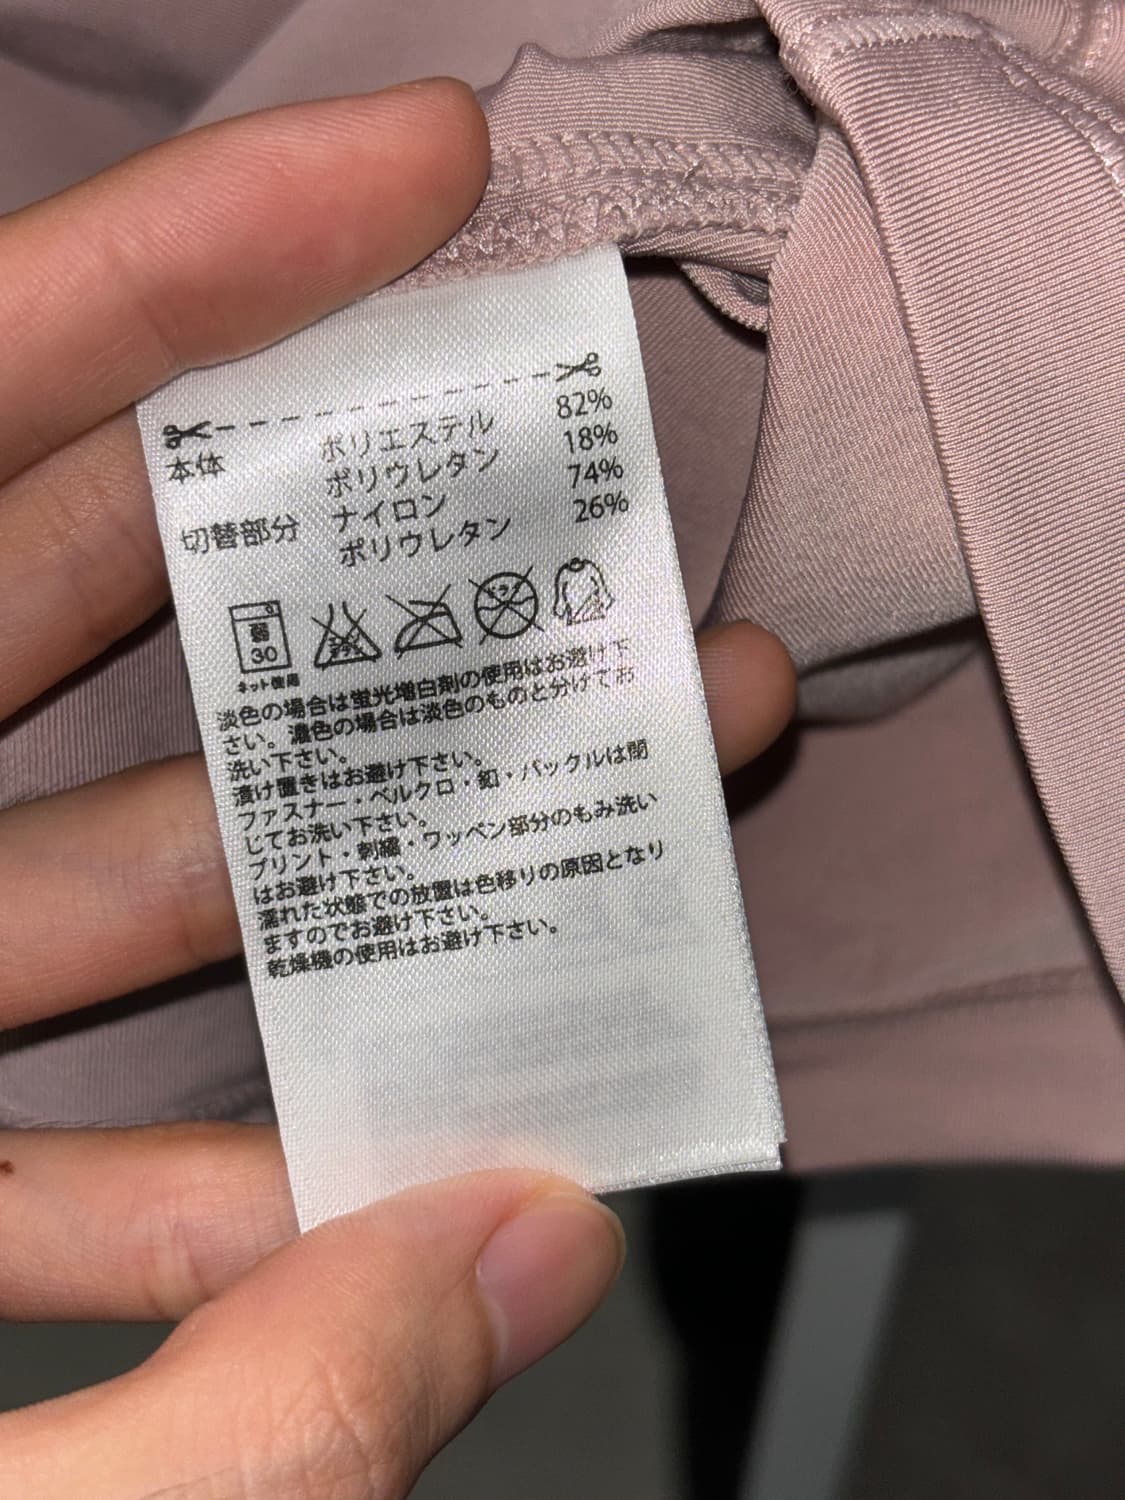 本体 ポリエステル 82%
ポリウレタン 18%
切替部分 ナイロン 74%
ポリウレタン 26%
弱
30
ネット使用
淡色の場合は蛍光増白剤の使用はお避け下
さい。濃色の場合は淡色のものと分けてお
洗い下さい。
漬け置きはお避け下さい。
ファスナー・ベルクロ・釦・バックルは閉
じてお洗い下さい。
プリント・刺繍・ワッペン部分のもみ洗い
はお避け下さい。
濡れた状態での放置は色移りの原因となり
ますのでお避け下さい。
乾燥機の使用はお避け下さい。